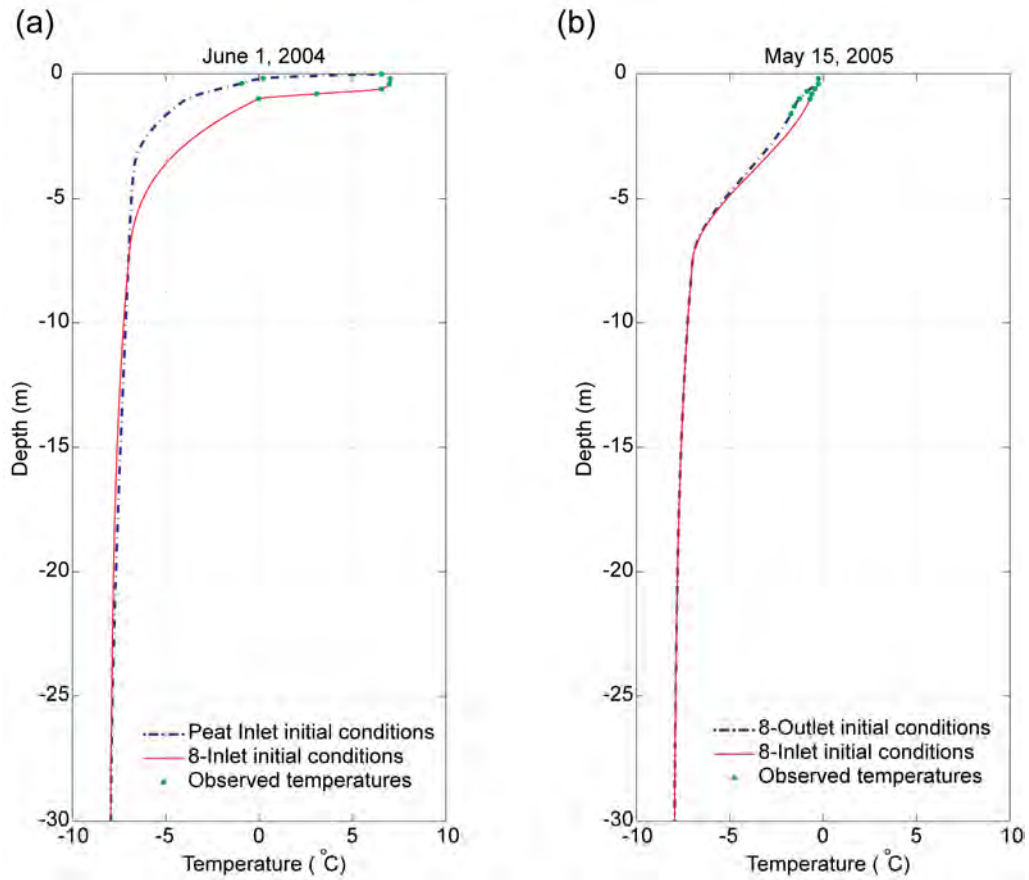 (a)
June 1, 2004
0
-5
-10
-15
-20
-25
-30
Depth (m)
Peat Inlet initial conditions
8-Inlet initial conditions
Observed temperatures
-10 -5 0 5 10
Temperature ( °C)
(b)
May 15, 2005
0
-5
-10
-15
-20
-25
-30
Depth (m)
8-Outlet initial conditions
8-Inlet initial conditions
Observed temperatures
-10 -5 0 5 10
Temperature ( °C)